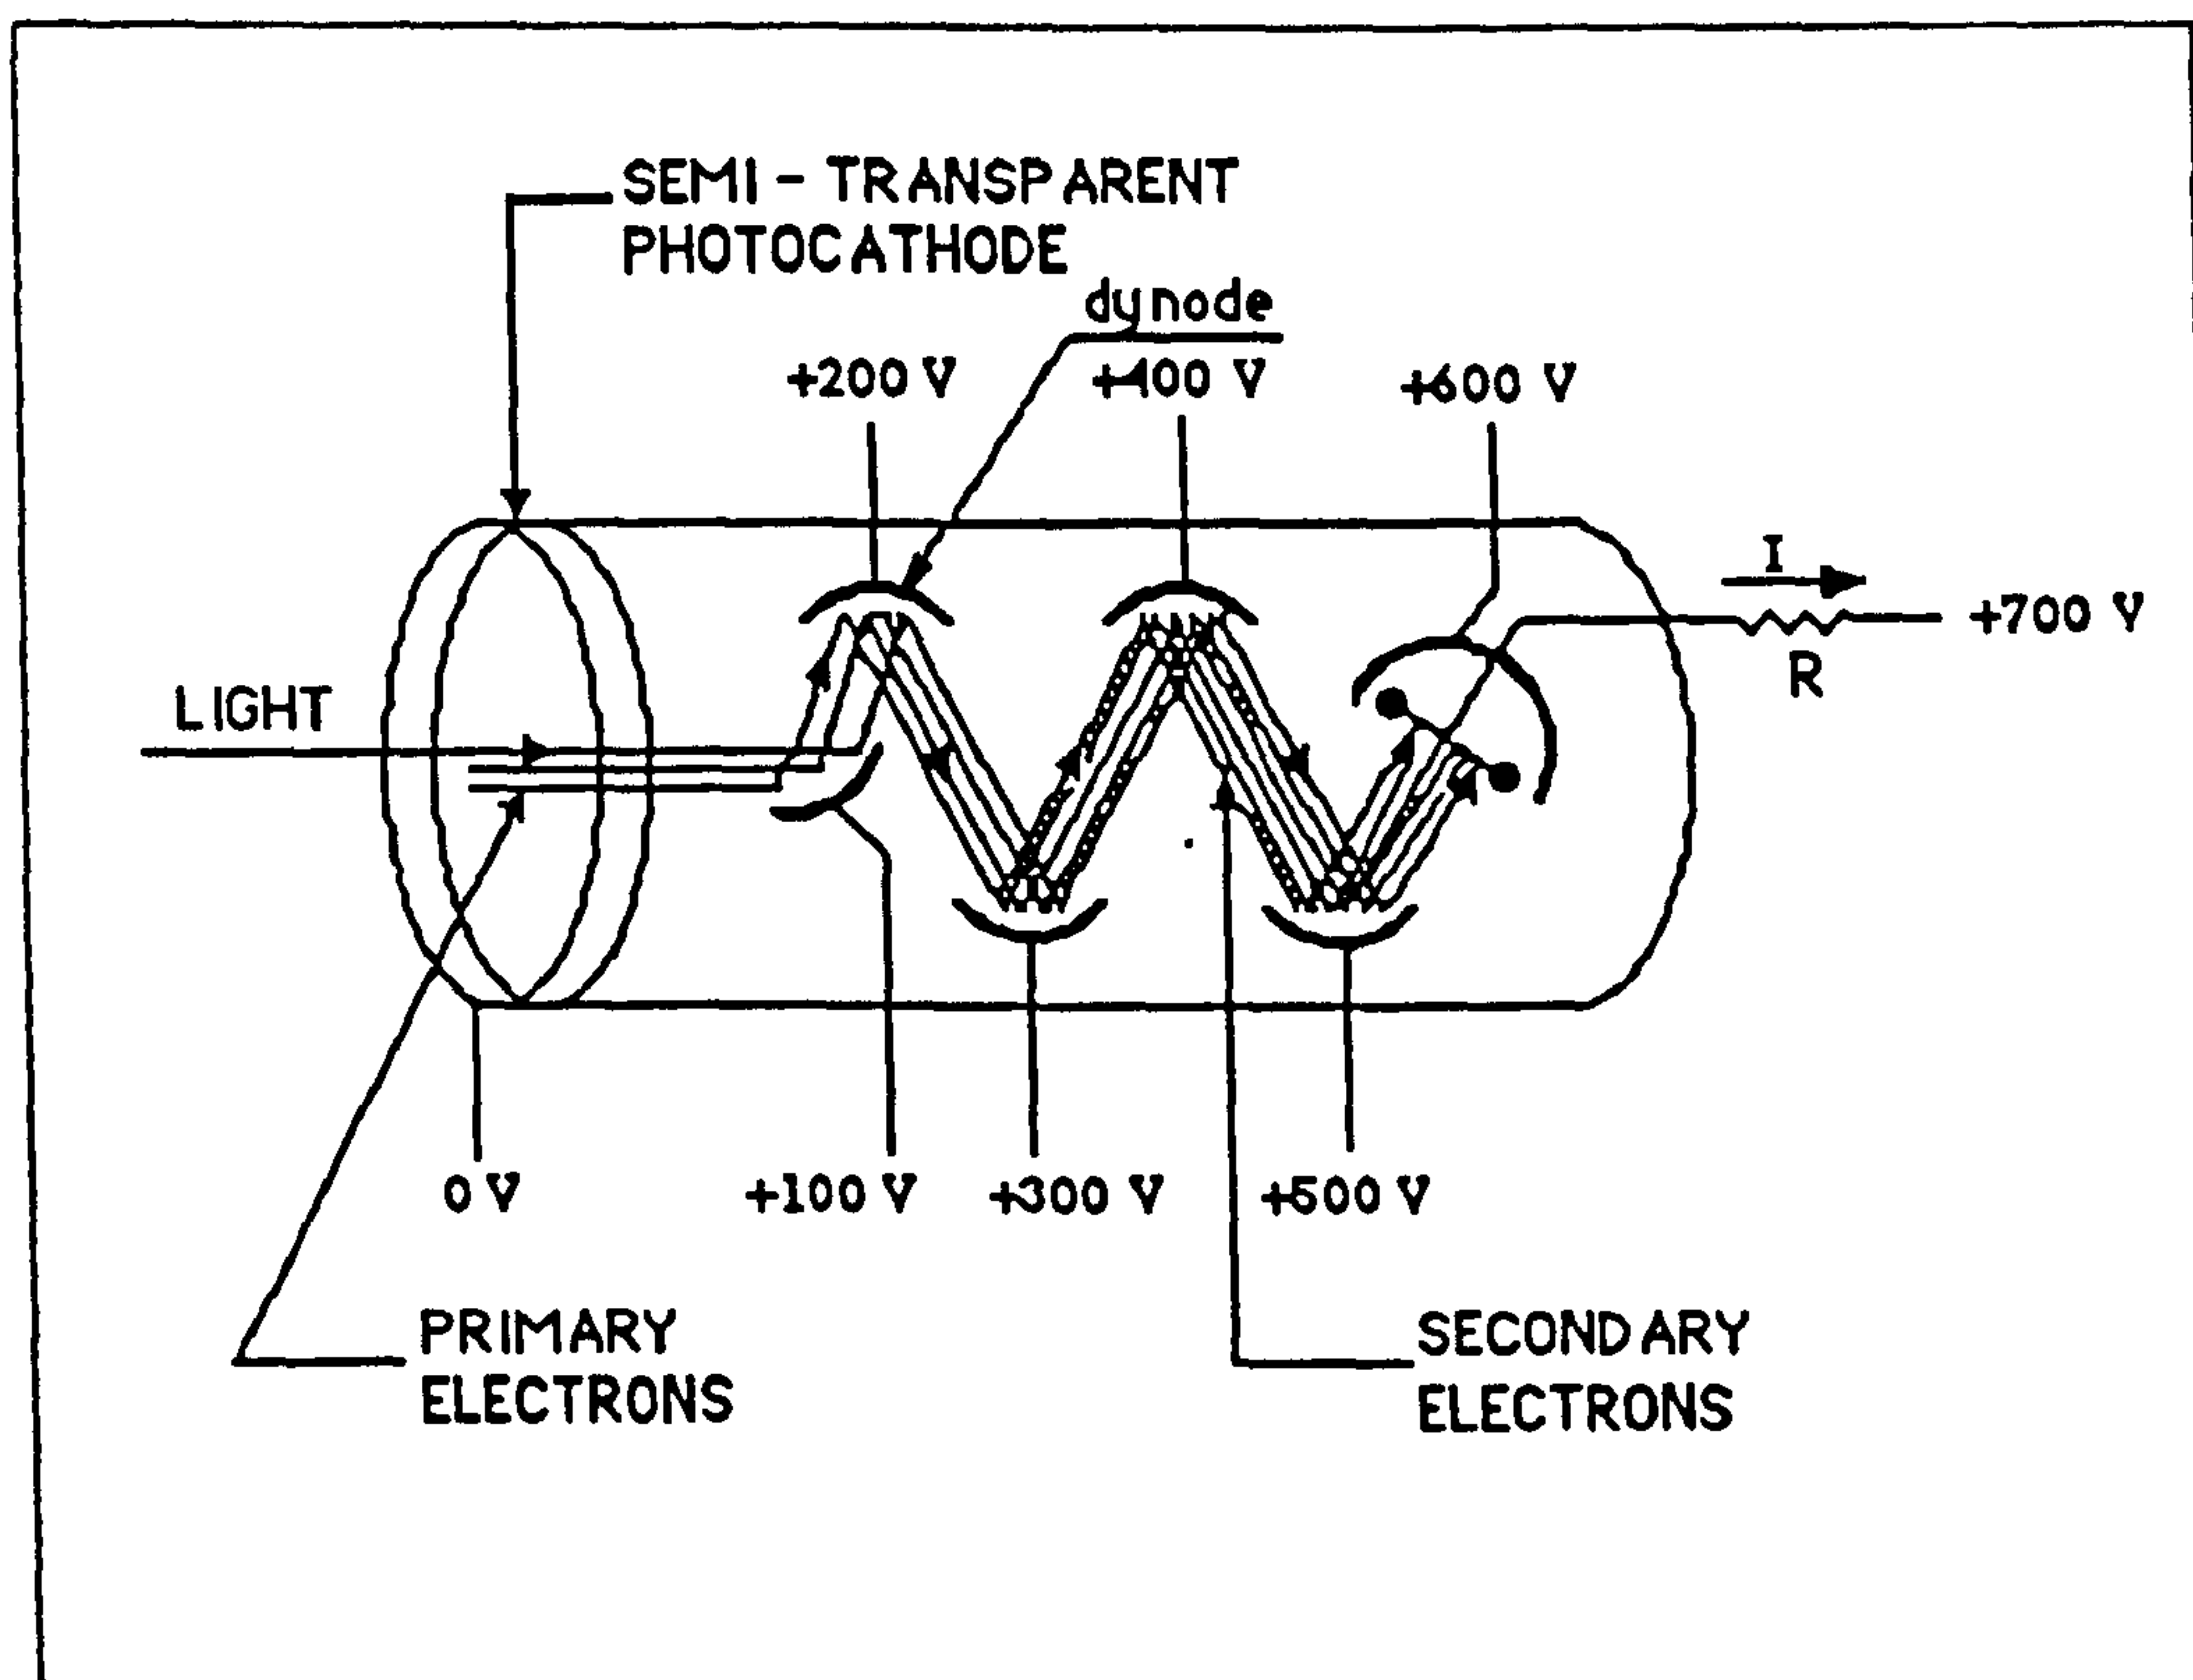 SEMI-TRANSPARENT
PHOTOCATHODE
dynode
+200 V
+400 V
+600 V
I
+700 V
R
LIGHT
0 V
+100 V
+300 V
+500 V
PRIMARY
ELECTRONS
SECONDARY
ELECTRONS